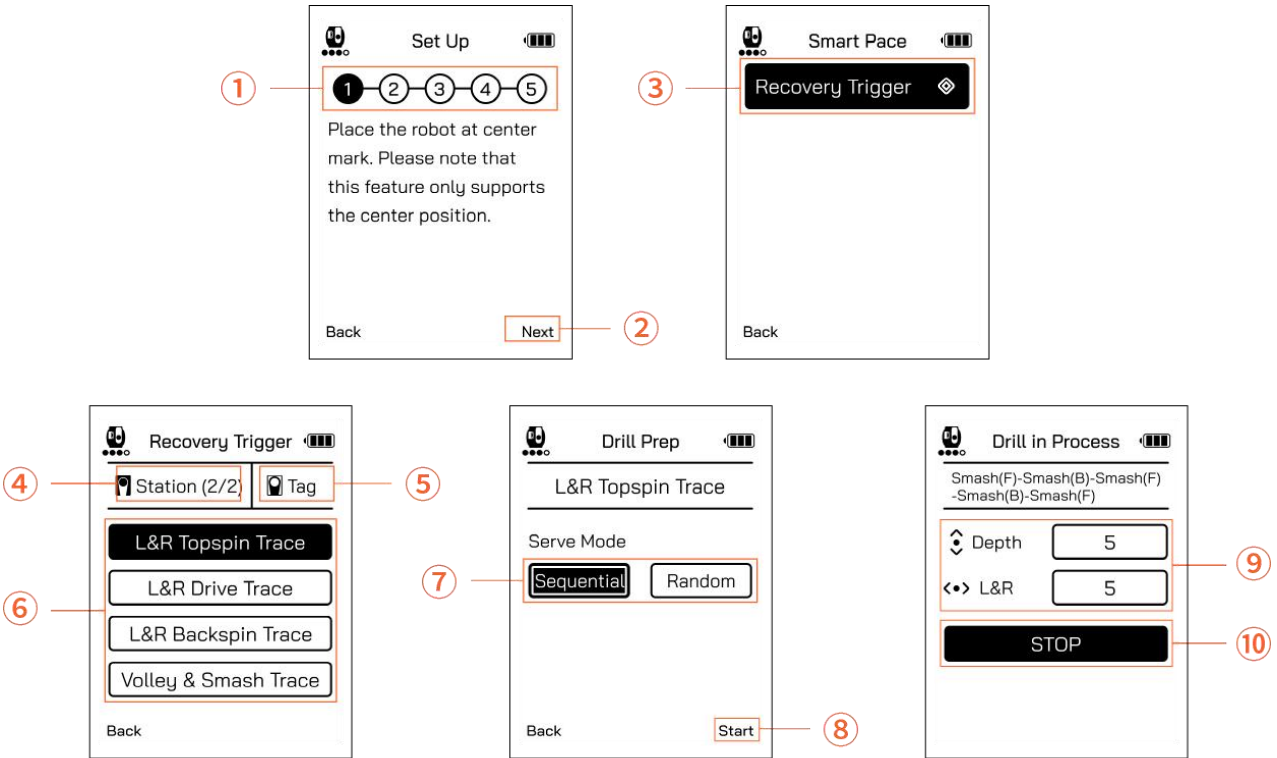 Set Up
① 1 2 3 4 5
Place the robot at center
mark. Please note that
this feature only supports
the center position.
Back Next ②
Smart Pace
③ Recovery Trigger
Back
Recovery Trigger
④ Station (2/2) Tag ⑤
⑥
L&R Topspin Trace
L&R Drive Trace
L&R Backspin Trace
Volley & Smash Trace
Back
Drill Prep
L&R Topspin Trace
Serve Mode
⑦ Sequential Random
Back Start ⑧
Drill in Process
Smash(F)-Smash(B)-Smash(F)
-Smash(B)-Smash(F)
Depth 5
⑨
L&R 5
STOP ⑩